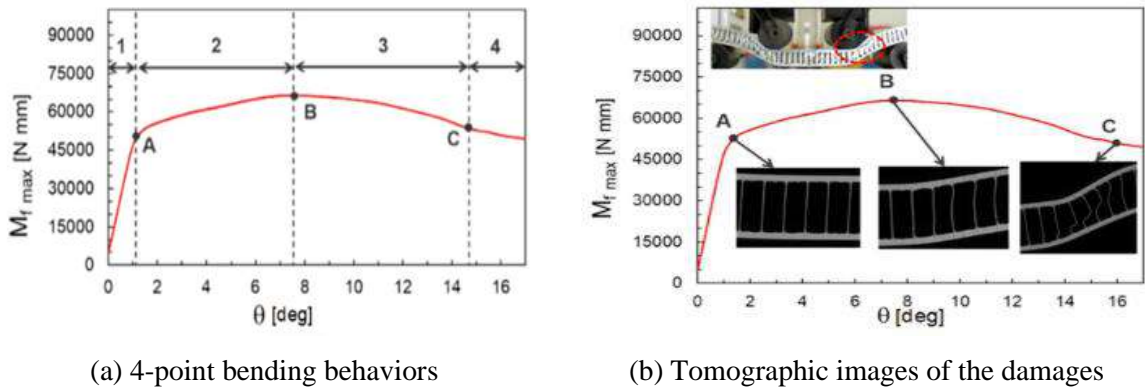 90000
75000
60000
45000
30000
15000
0
M_f max [N mm]
1 2 3 4
A
B
C
0 2 4 6 8 10 12 14 16
θ [deg]
(a) 4-point bending behaviors
90000
75000
60000
45000
30000
15000
0
M_f max [N mm]
A
B
C
0 2 4 6 8 10 12 14 16
θ [deg]
(b) Tomographic images of the damages